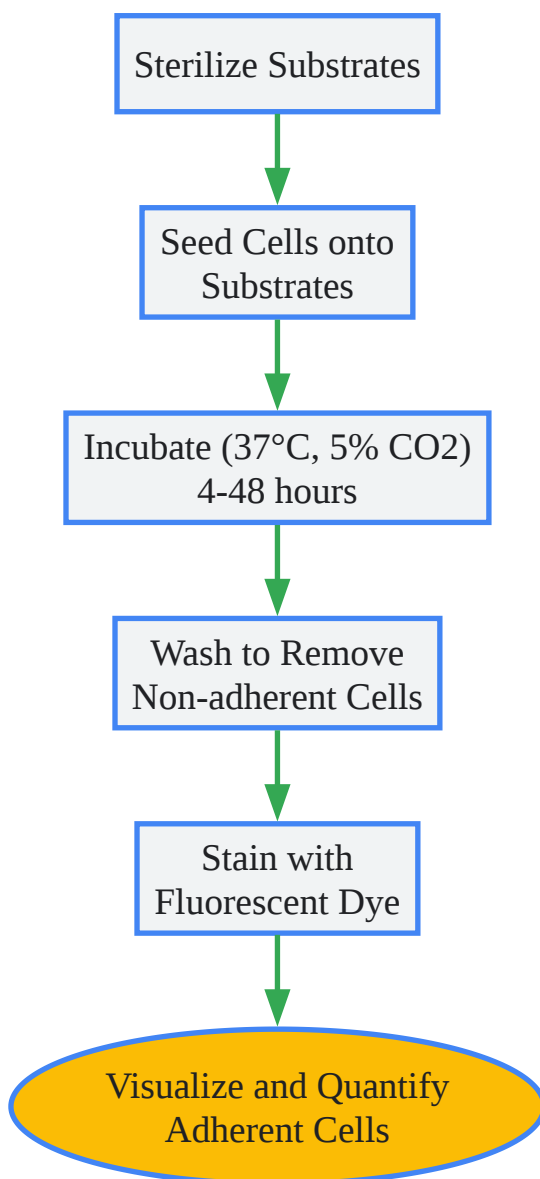 Sterilize Substrates
Seed Cells onto
Substrates
Incubate (37°C, 5% CO2)
4-48 hours
Wash to Remove
Non-adherent Cells
Stain with
Fluorescent Dye
Visualize and Quantify
Adherent Cells